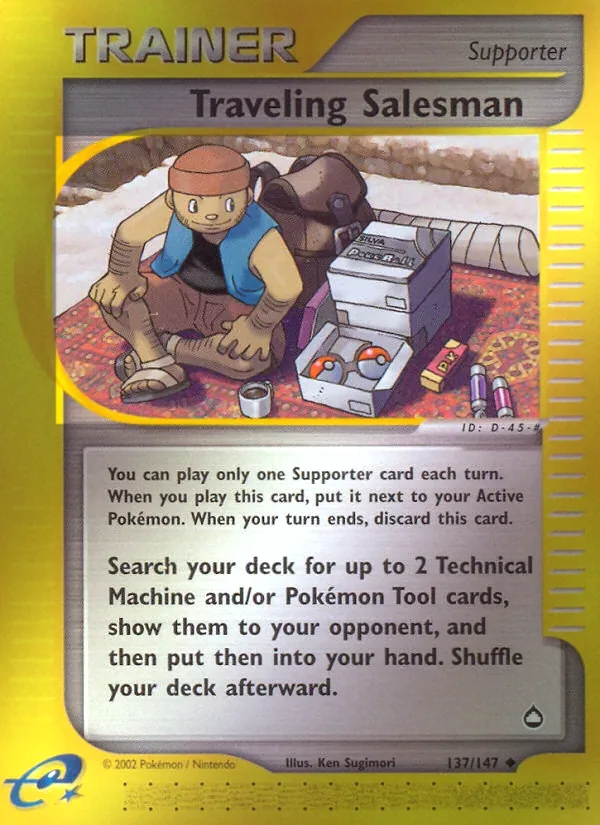 TRAINER
Supporter
Traveling Salesman
SILVA
PokéBall
PX
ID: D-45-#
You can play only one Supporter card each turn.
When you play this card, put it next to your Active
Pokémon. When your turn ends, discard this card.
Search your deck for up to 2 Technical
Machine and/or Pokémon Tool cards,
show them to your opponent, and
then put then into your hand. Shuffle
your deck afterward.
© 2002 Pokémon / Nintendo
Illus. Ken Sugimori
137/147
e